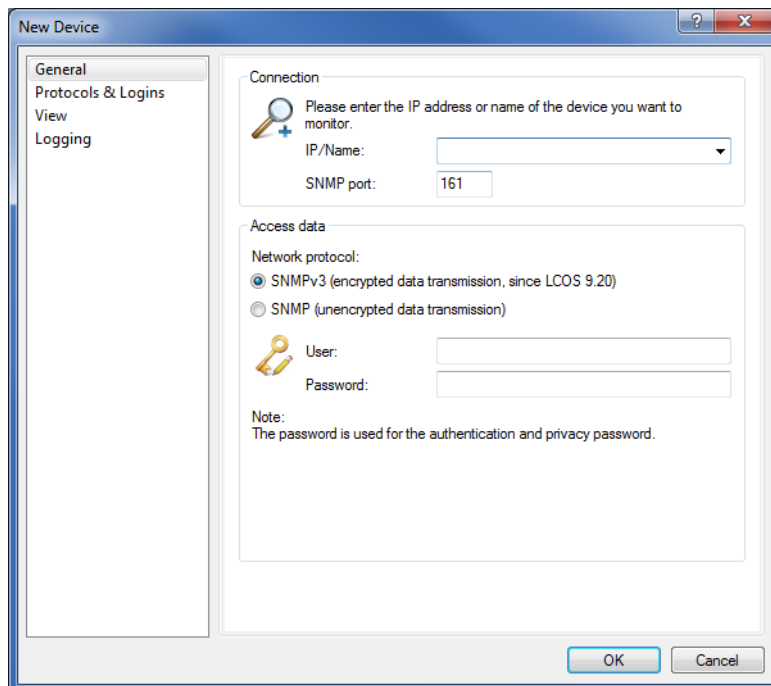 New Device
General
Protocols & Logins
View
Logging
Connection
Please enter the IP address or name of the device you want to
monitor.
IP/Name:
SNMP port: 161
Access data
Network protocol:
SNMPv3 (encrypted data transmission, since LCOS 9.20)
SNMP (unencrypted data transmission)
User:
Password:
Note:
The password is used for the authentication and privacy password.
OK Cancel